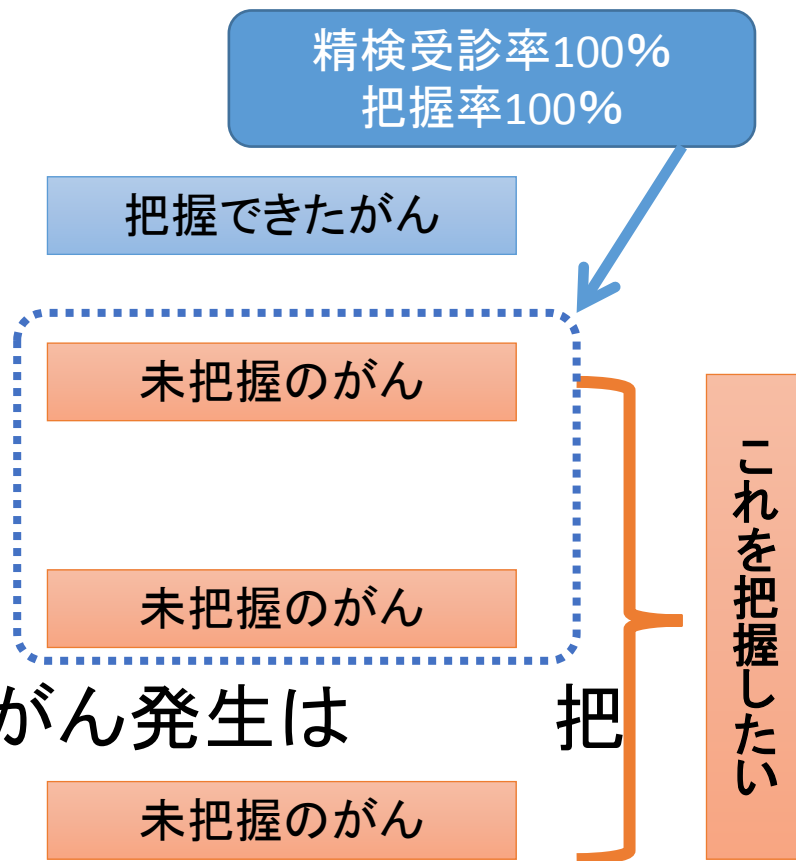 精検受診率100%
把握率100%
把握できたがん
未把握のがん
これを把握したい
未把握のがん
がん発生は 把
未把握のがん